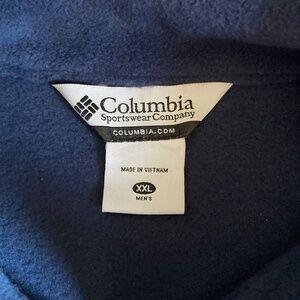 Columbia
Sportswear Company
COLUMBIA.COM
MADE IN VIETNAM
XXL
MEN'S